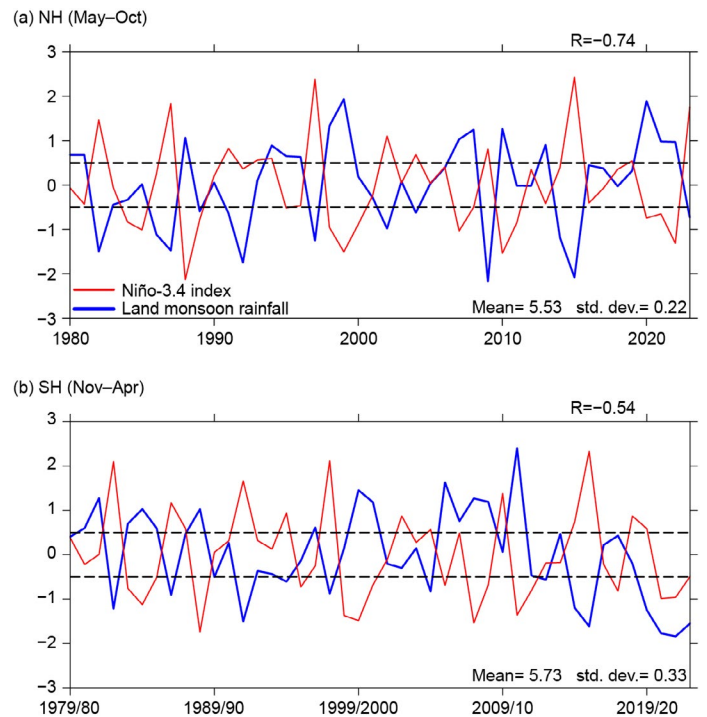 (a) NH (May–Oct)
R=−0.74
3
2
1
0
−1
−2
−3
Niño-3.4 index
Land monsoon rainfall
Mean= 5.53 std. dev.= 0.22
1980 1990 2000 2010 2020
(b) SH (Nov–Apr)
R=−0.54
3
2
1
0
−1
−2
−3
Mean= 5.73 std. dev.= 0.33
1979/80 1989/90 1999/2000 2009/10 2019/20